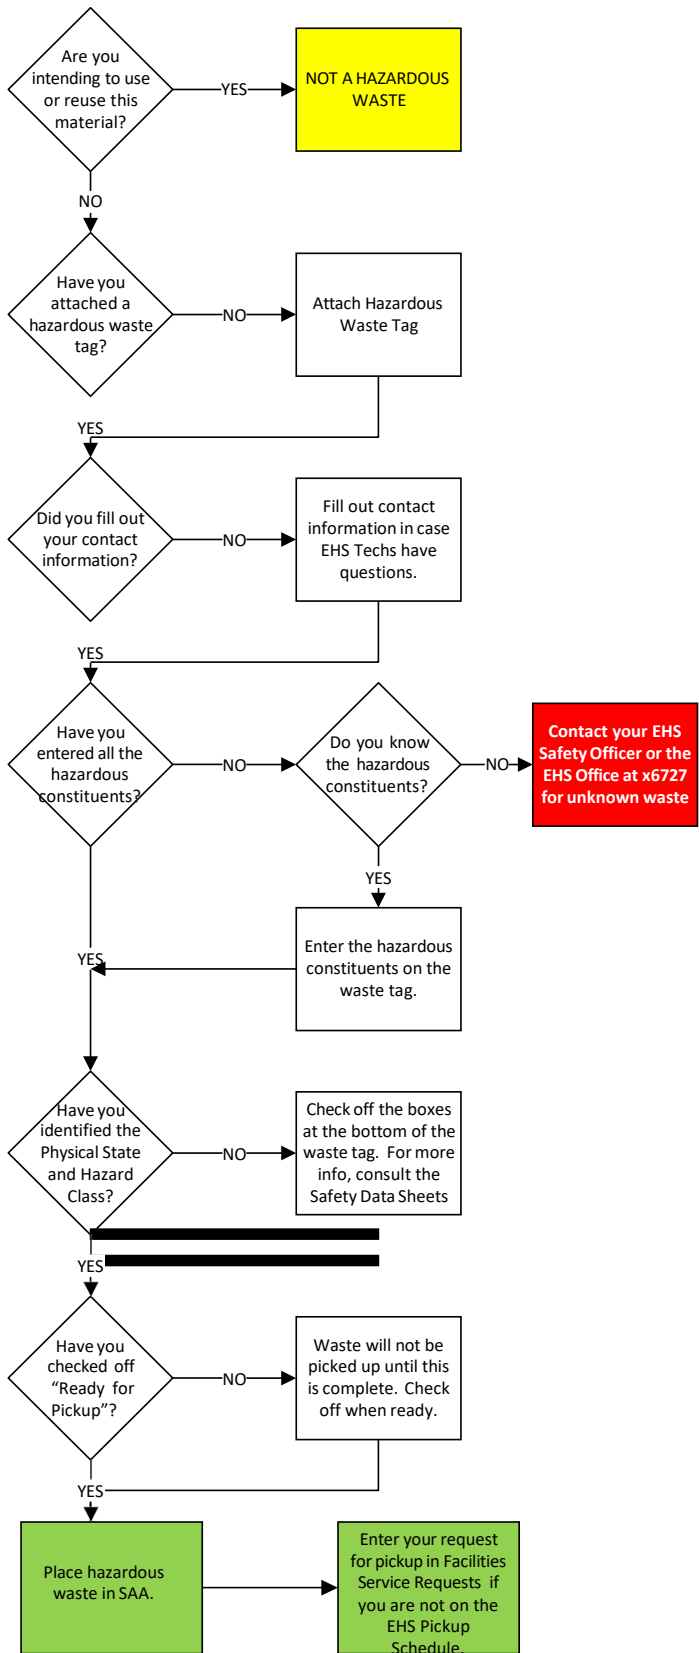 Are you
intending to use
or reuse this
material?
YES
NOT A HAZARDOUS
WASTE
NO
Have you
attached a
hazardous waste
tag?
NO
Attach Hazardous
Waste Tag
YES
Did you fill out
your contact
information?
NO
Fill out contact
information in case
EHS Techs have
questions.
YES
Have you
entered all the
hazardous
constituents?
NO
Do you know
the hazardous
constituents?
NO
Contact your EHS
Safety Officer or the
EHS Office at x6727
for unknown waste
YES
Enter the hazardous
constituents on the
waste tag.
YES
Have you
identified the
Physical State
and Hazard
Class?
NO
Check off the boxes
at the bottom of the
waste tag. For more
info, consult the
Safety Data Sheets
YES
Have you
checked off
“Ready for
Pickup”?
NO
Waste will not be
picked up until this
is complete. Check
off when ready.
YES
Place hazardous
waste in SAA.
Enter your request
for pickup in Facilities
Service Requests if
you are not on the
EHS Pickup
Schedule.